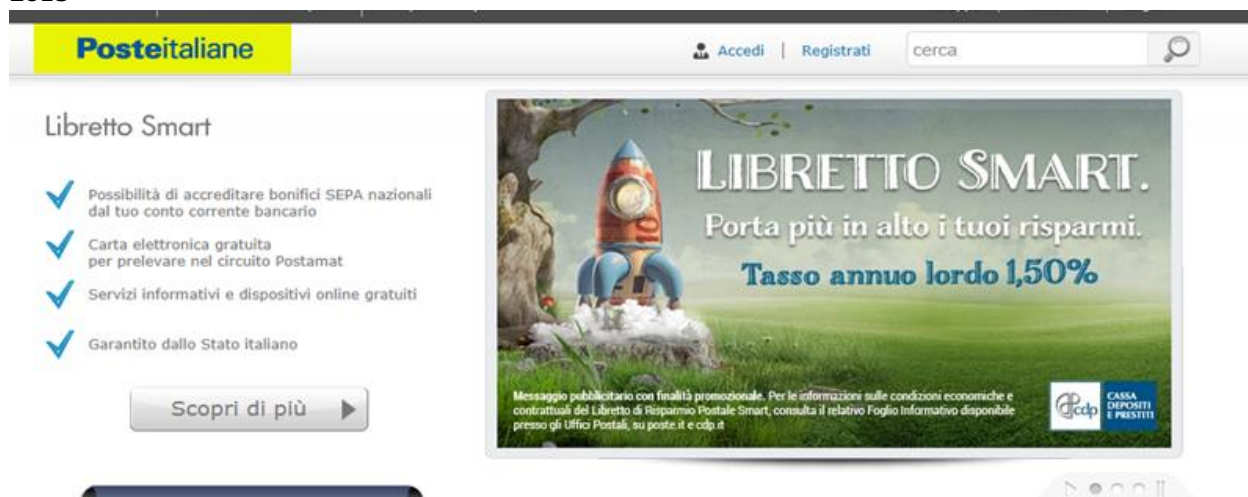 Posteitaliane
Accedi | Registrati
cerca
Libretto Smart
Possibilità di accreditare bonifici SEPA nazionali
dal tuo conto corrente bancario
Carta elettronica gratuita
per prelevare nel circuito Postamat
Servizi informativi e dispositivi online gratuiti
Garantito dallo Stato italiano
Scopri di più
LIBRETTO SMART.
Porta più in alto i tuoi risparmi.
Tasso annuo lordo 1,50%
Messaggio pubblicitario con finalità promozionale. Per le informazioni sulle condizioni economiche e
contrattuali del Libretto di Risparmio Postale Smart, consulta il relativo Foglio Informativo disponibile
presso gli Uffici Postali, su poste.it e cdp.it
cdp
CASSA
DEPOSITI
E PRESTITI